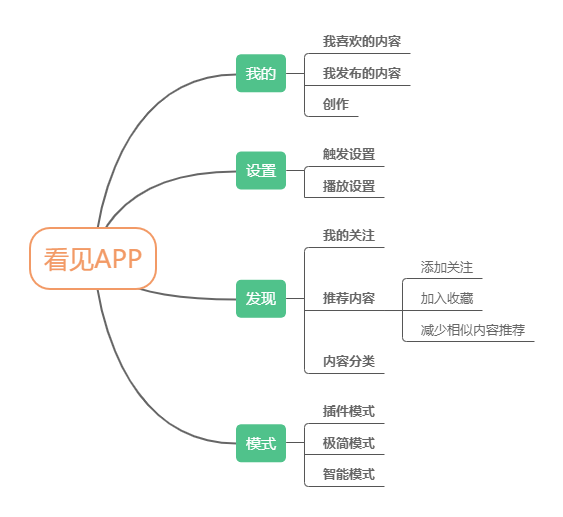 看见APP
我的
我喜欢的内容
我发布的内容
创作
设置
触发设置
播放设置
发现
我的关注
推荐内容
添加关注
加入收藏
减少相似内容推荐
内容分类
模式
插件模式
极简模式
智能模式